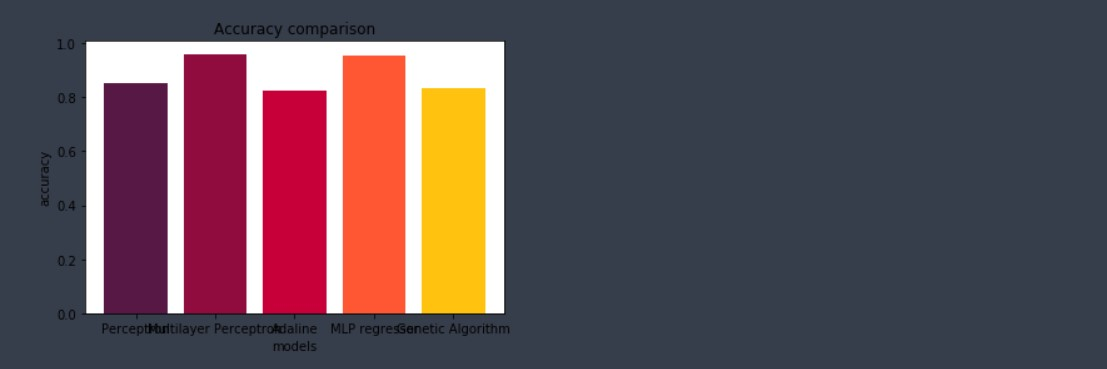 Accuracy comparison
1.0
0.8
0.6
0.4
0.2
0.0
accuracy
Perceptron Multilayer Perceptron Adaline MLP regressor Genetic Algorithm
models